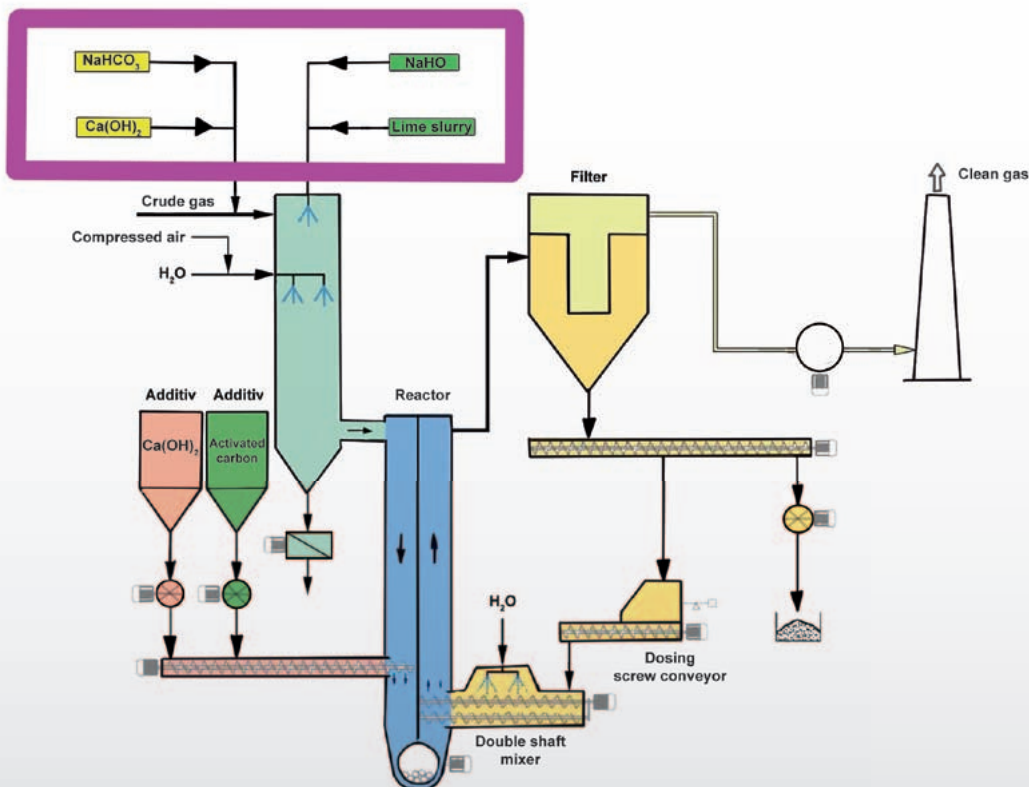 NaHCO₃
NaHO
Ca(OH)₂
Lime slurry
Crude gas
Compressed air
H₂O
Filter
Clean gas
Additiv
Additiv
Reactor
Ca(OH)₂
Activated
carbon
H₂O
Dosing
screw conveyor
Double shaft
mixer